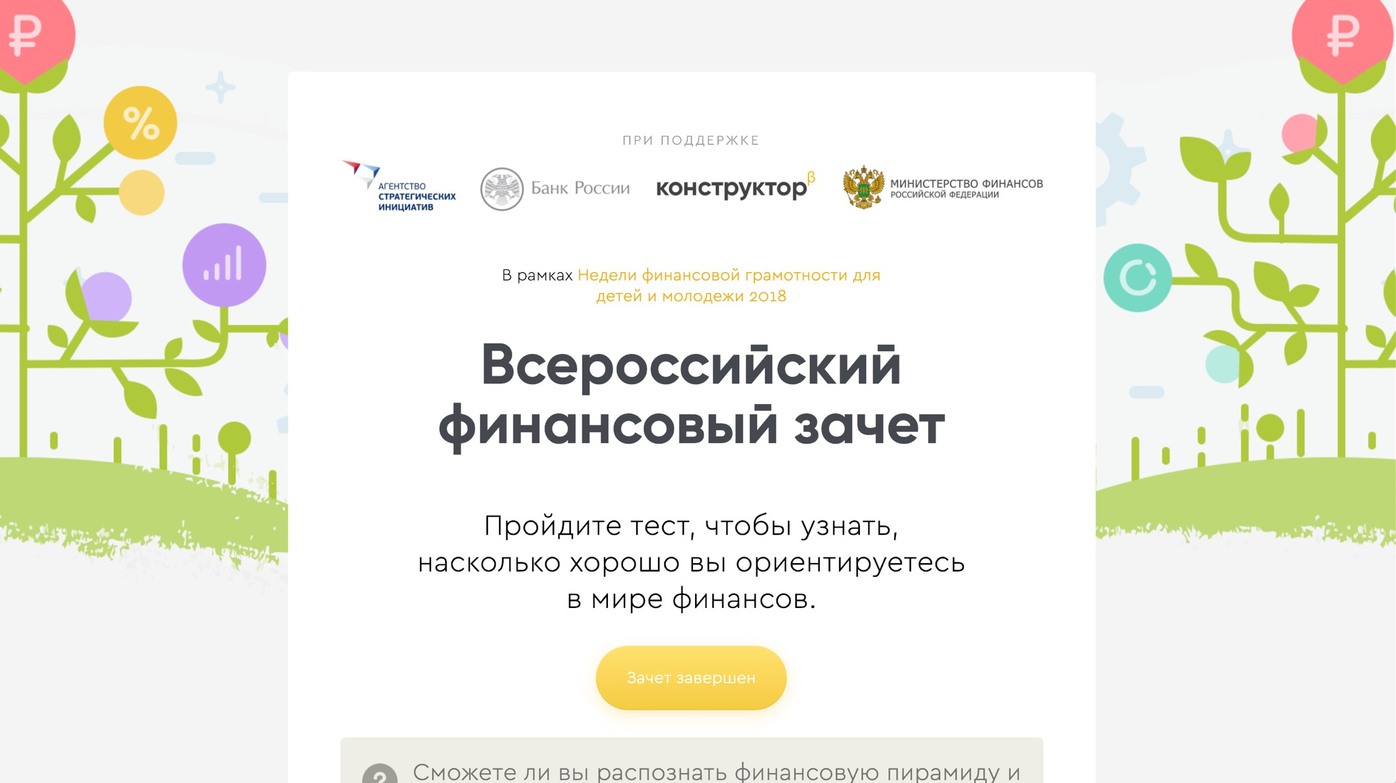 ПРИ ПОДДЕРЖКЕ
АГЕНТСТВО
СТРАТЕГИЧЕСКИХ
ИНИЦИАТИВ
Банк России
конструктор β
МИНИСТЕРСТВО ФИНАНСОВ
РОССИЙСКОЙ ФЕДЕРАЦИИ
В рамках Недели финансовой грамотности для
детей и молодежи 2018
Всероссийский
финансовый зачет
Пройдите тест, чтобы узнать,
насколько хорошо вы ориентируетесь
в мире финансов.
Зачет завершен
? Сможете ли вы распознать финансовую пирамиду и
₽
%
₽